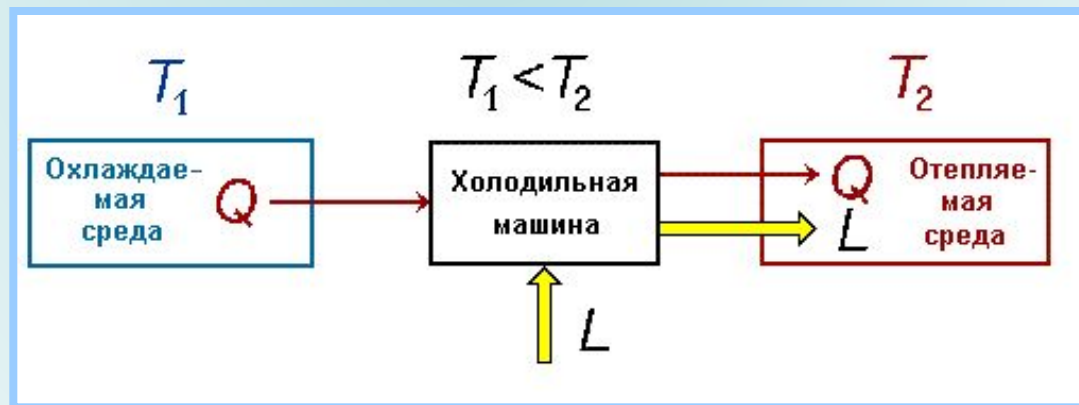 T₁
T₁ < T₂
T₂
Охлаждае-
мая
среда
Q
Холодильная
машина
Q
L
Отепляе-
мая
среда
L